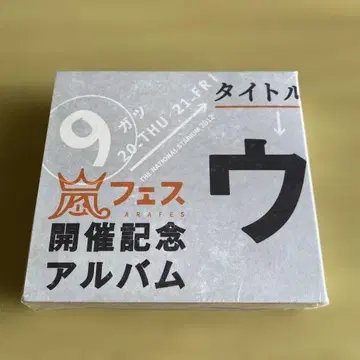 9
ガツ
20-THU 21-FRI
THE NATIONAL STADIUM 2012
タイトル
ウ
嵐フェス
ARAFES
開催記念
アルバム